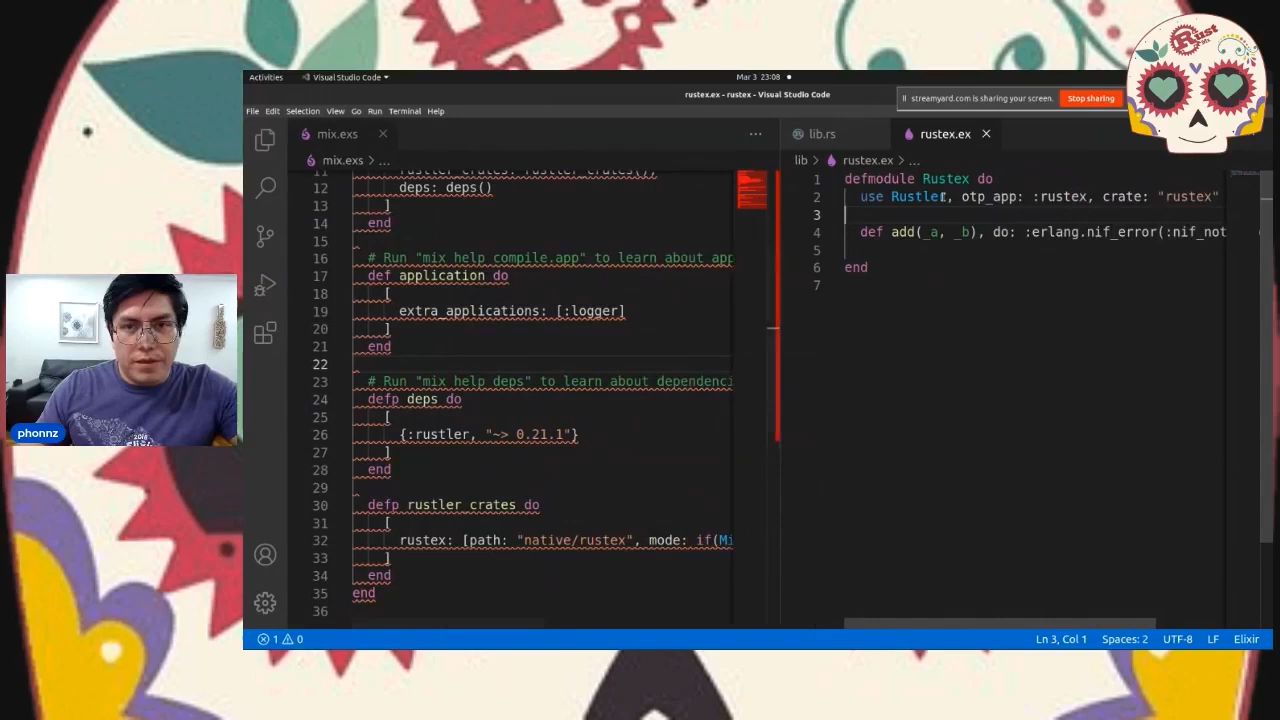 Activities Visual Studio Code Mar 3 23:08
rustex.ex - rustex - Visual Studio Code
streamyard.com is sharing your screen. Stop sharing
Rust
File Edit Selection View Go Run Terminal Help
mix.exs
mix.exs > ...
11 rustler_crates: rustler_crates(),
12 deps: deps()
13 ]
14 end
15
16 # Run "mix help compile.app" to learn about app
17 def application do
18 [
19 extra_applications: [:logger]
20 ]
21 end
22
23 # Run "mix help deps" to learn about dependenci
24 defp deps do
25 [
26 {:rustler, "~> 0.21.1"}
27 ]
28 end
29
30 defp rustler_crates do
31 [
32 rustex: [path: "native/rustex", mode: if(Mi
33 ]
34 end
35 end
36
lib.rs rustex.ex
lib > rustex.ex > ...
1 defmodule Rustex do
2 use Rustler, otp_app: :rustex, crate: "rustex"
3
4 def add(_a, _b), do: :erlang.nif_error(:nif_not
5
6 end
7
phonnz
2018
1 0 Ln 3, Col 1 Spaces: 2 UTF-8 LF Elixir